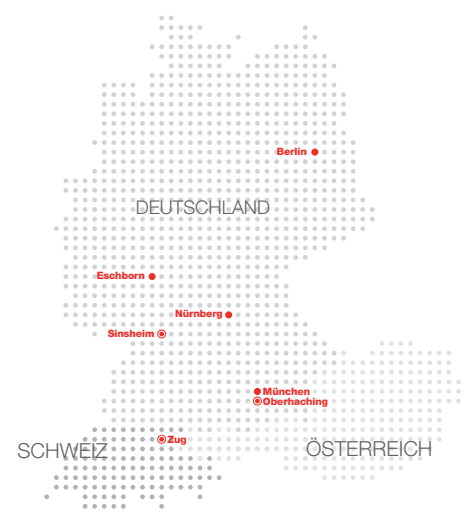 Berlin
DEUTSCHLAND
Eschborn
Nürnberg
Sinsheim
München
Oberhaching
Zug
SCHWEIZ
ÖSTERREICH